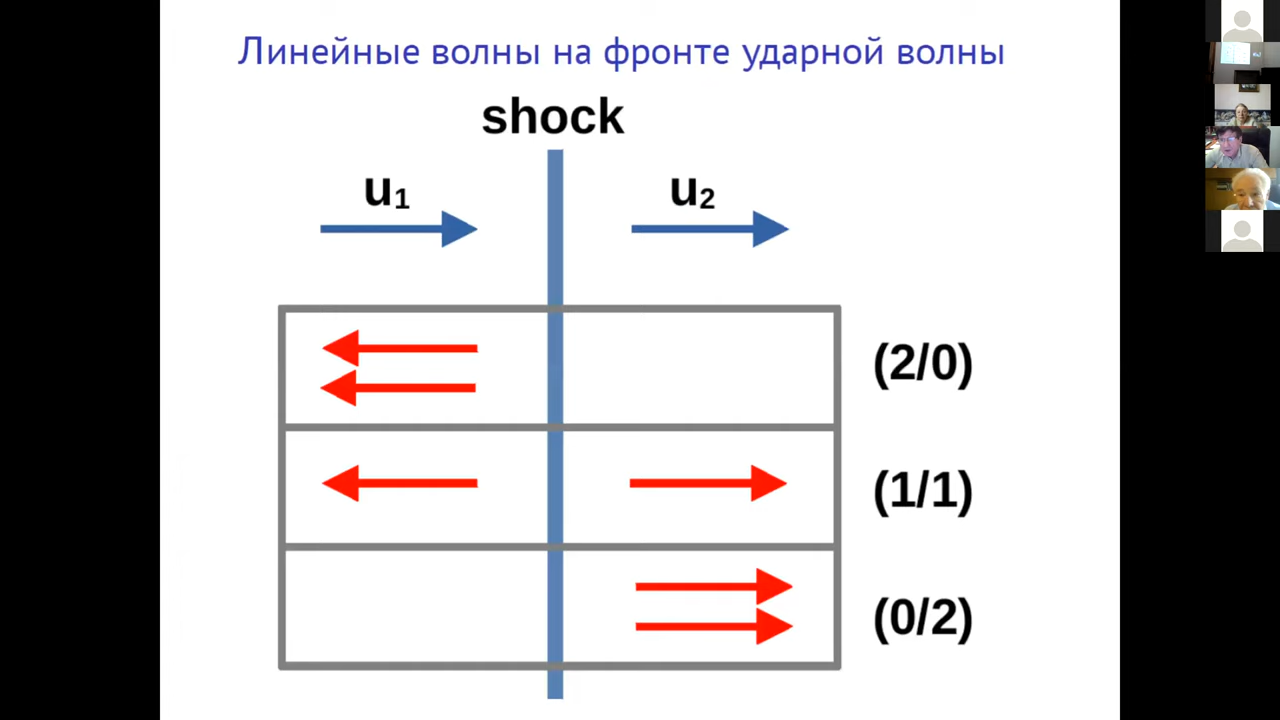 Линейные волны на фронте ударной волны
shock
u₁
u₂
(2/0)
(1/1)
(0/2)